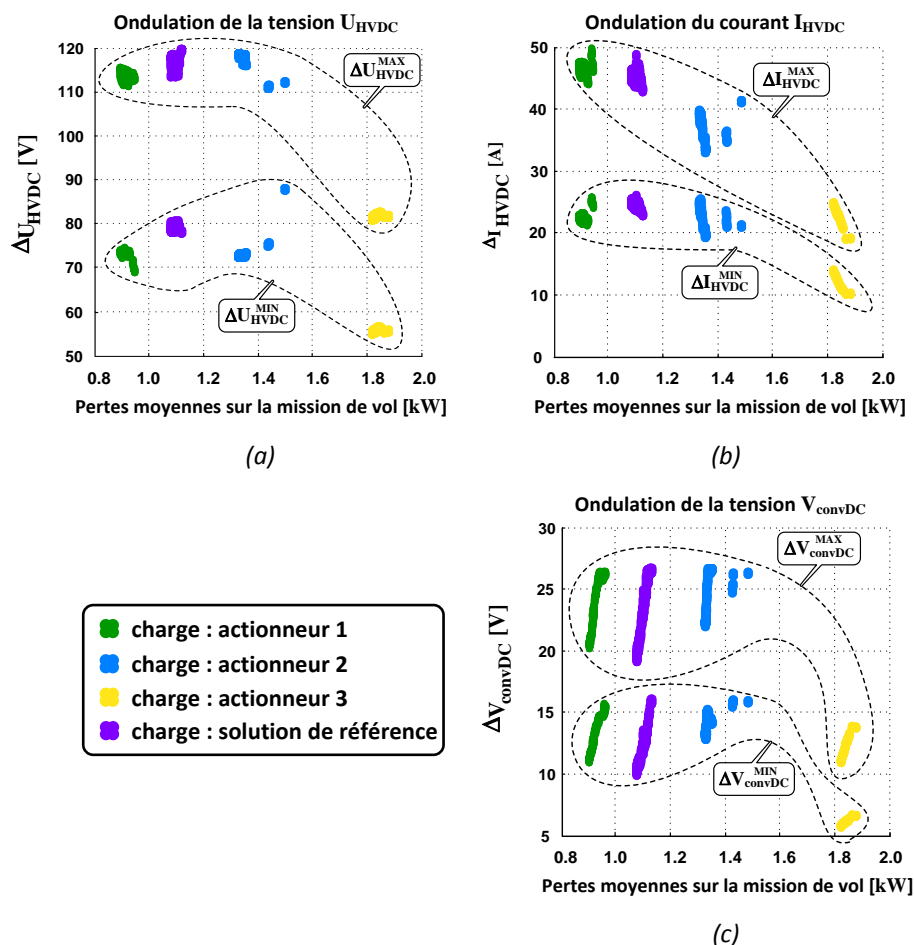 Ondulation de la tension U_HVDC
120
110
100
90
80
70
60
50
ΔU_HVDC [V]
ΔU_HVDC^MAX
ΔU_HVDC^MIN
0.8 1.0 1.2 1.4 1.6 1.8 2.0
Pertes moyennes sur la mission de vol [kW]
(a)
Ondulation du courant I_HVDC
50
40
30
20
10
0
ΔI_HVDC [A]
ΔI_HVDC^MAX
ΔI_HVDC^MIN
0.8 1.0 1.2 1.4 1.6 1.8 2.0
Pertes moyennes sur la mission de vol [kW]
(b)
charge : actionneur 1
charge : actionneur 2
charge : actionneur 3
charge : solution de référence
Ondulation de la tension V_convDC
30
25
20
15
10
5
ΔV_convDC [V]
ΔV_convDC^MAX
ΔV_convDC^MIN
0.8 1.0 1.2 1.4 1.6 1.8 2.0
Pertes moyennes sur la mission de vol [kW]
(c)